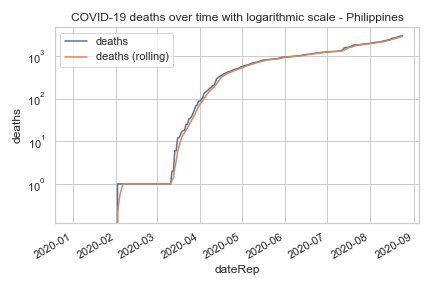 COVID-19 deaths over time with logarithmic scale - Philippines
deaths
deaths (rolling)
10³
10²
10¹
10⁰
deaths
2020-01
2020-02
2020-03
2020-04
2020-05
2020-06
2020-07
2020-08
2020-09
dateRep